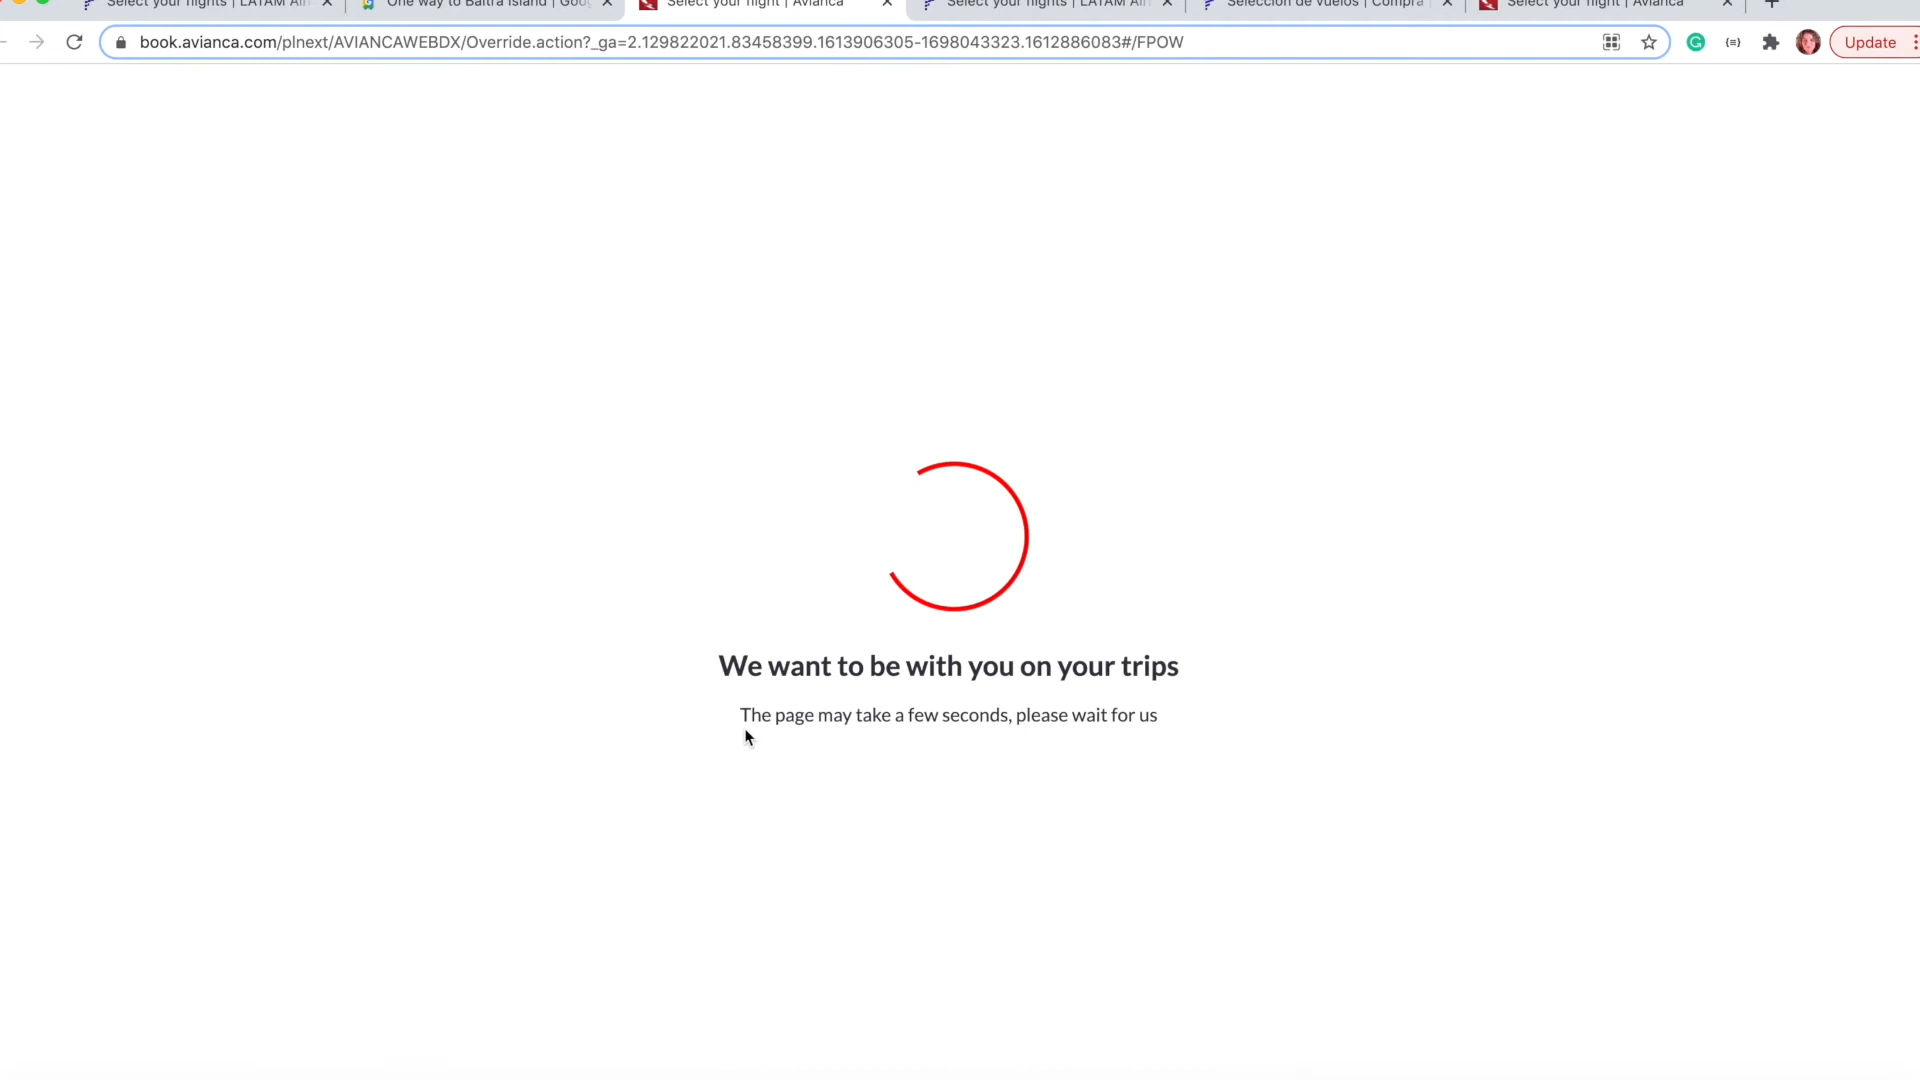 Select your flights | LATAM Airl
One way to Baltra Island | Goog
Select your flight | Avianca
Select your flights | LATAM Airl
Selección de vuelos | Compra
Select your flight | Avianca
book.avianca.com/plnext/AVIANCAWEBDX/Override.action?_ga=2.129822021.83458399.1613906305-1698043323.1612886083#/FPOW
Update
We want to be with you on your trips
The page may take a few seconds, please wait for us